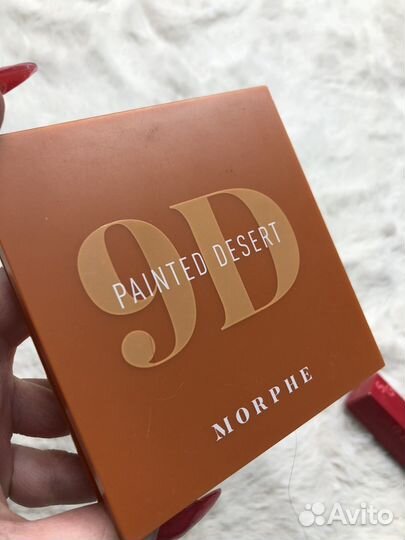 9D
PAINTED DESERT
MORPHE
Avito